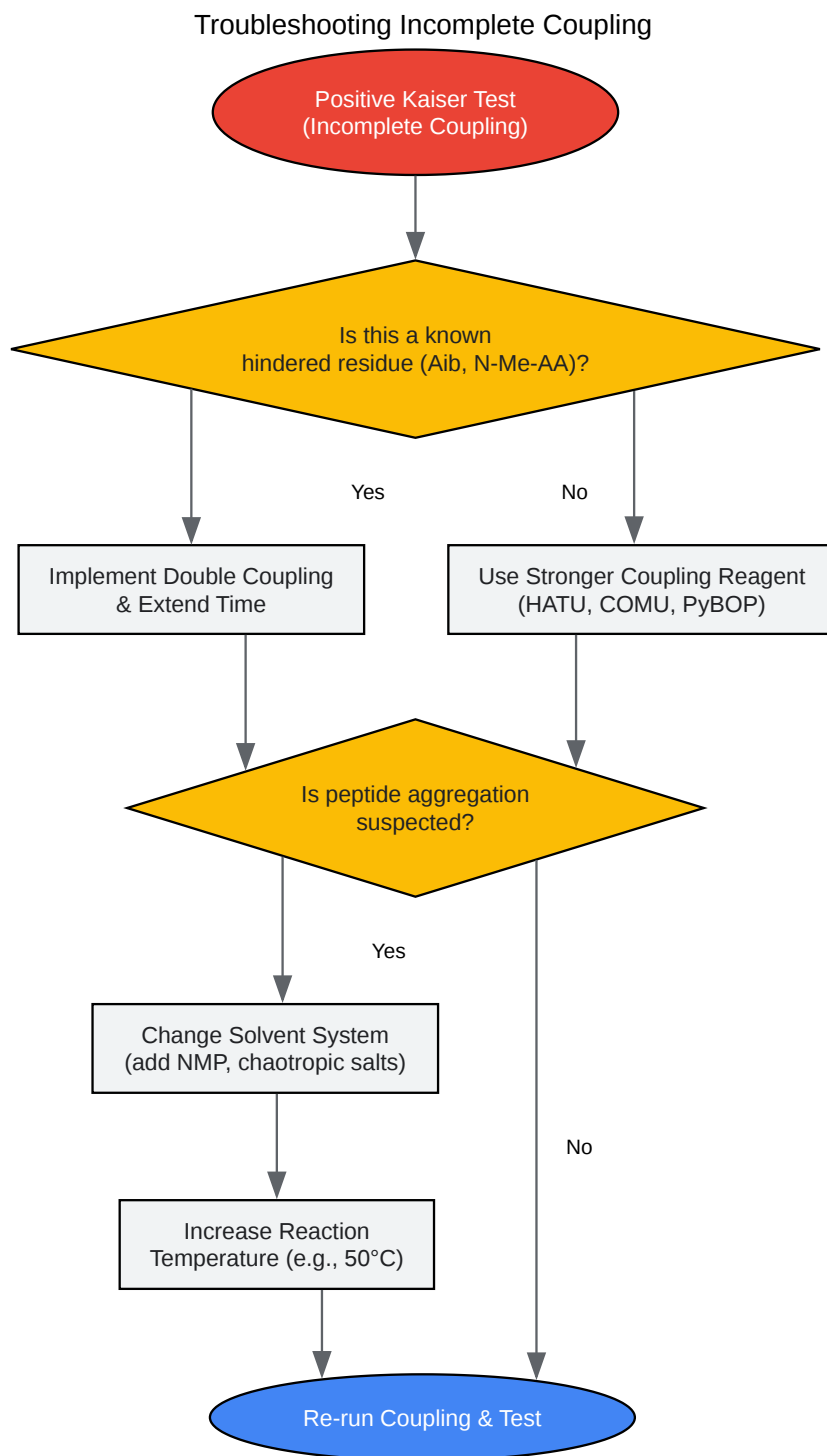 Troubleshooting Incomplete Coupling
Positive Kaiser Test
(Incomplete Coupling)
Is this a known
hindered residue (Aib, N-Me-AA)?
Yes
No
Implement Double Coupling
& Extend Time
Use Stronger Coupling Reagent
(HATU, COMU, PyBOP)
Is peptide aggregation
suspected?
Yes
Change Solvent System
(add NMP, chaotropic salts)
No
Increase Reaction
Temperature (e.g., 50°C)
Re-run Coupling & Test